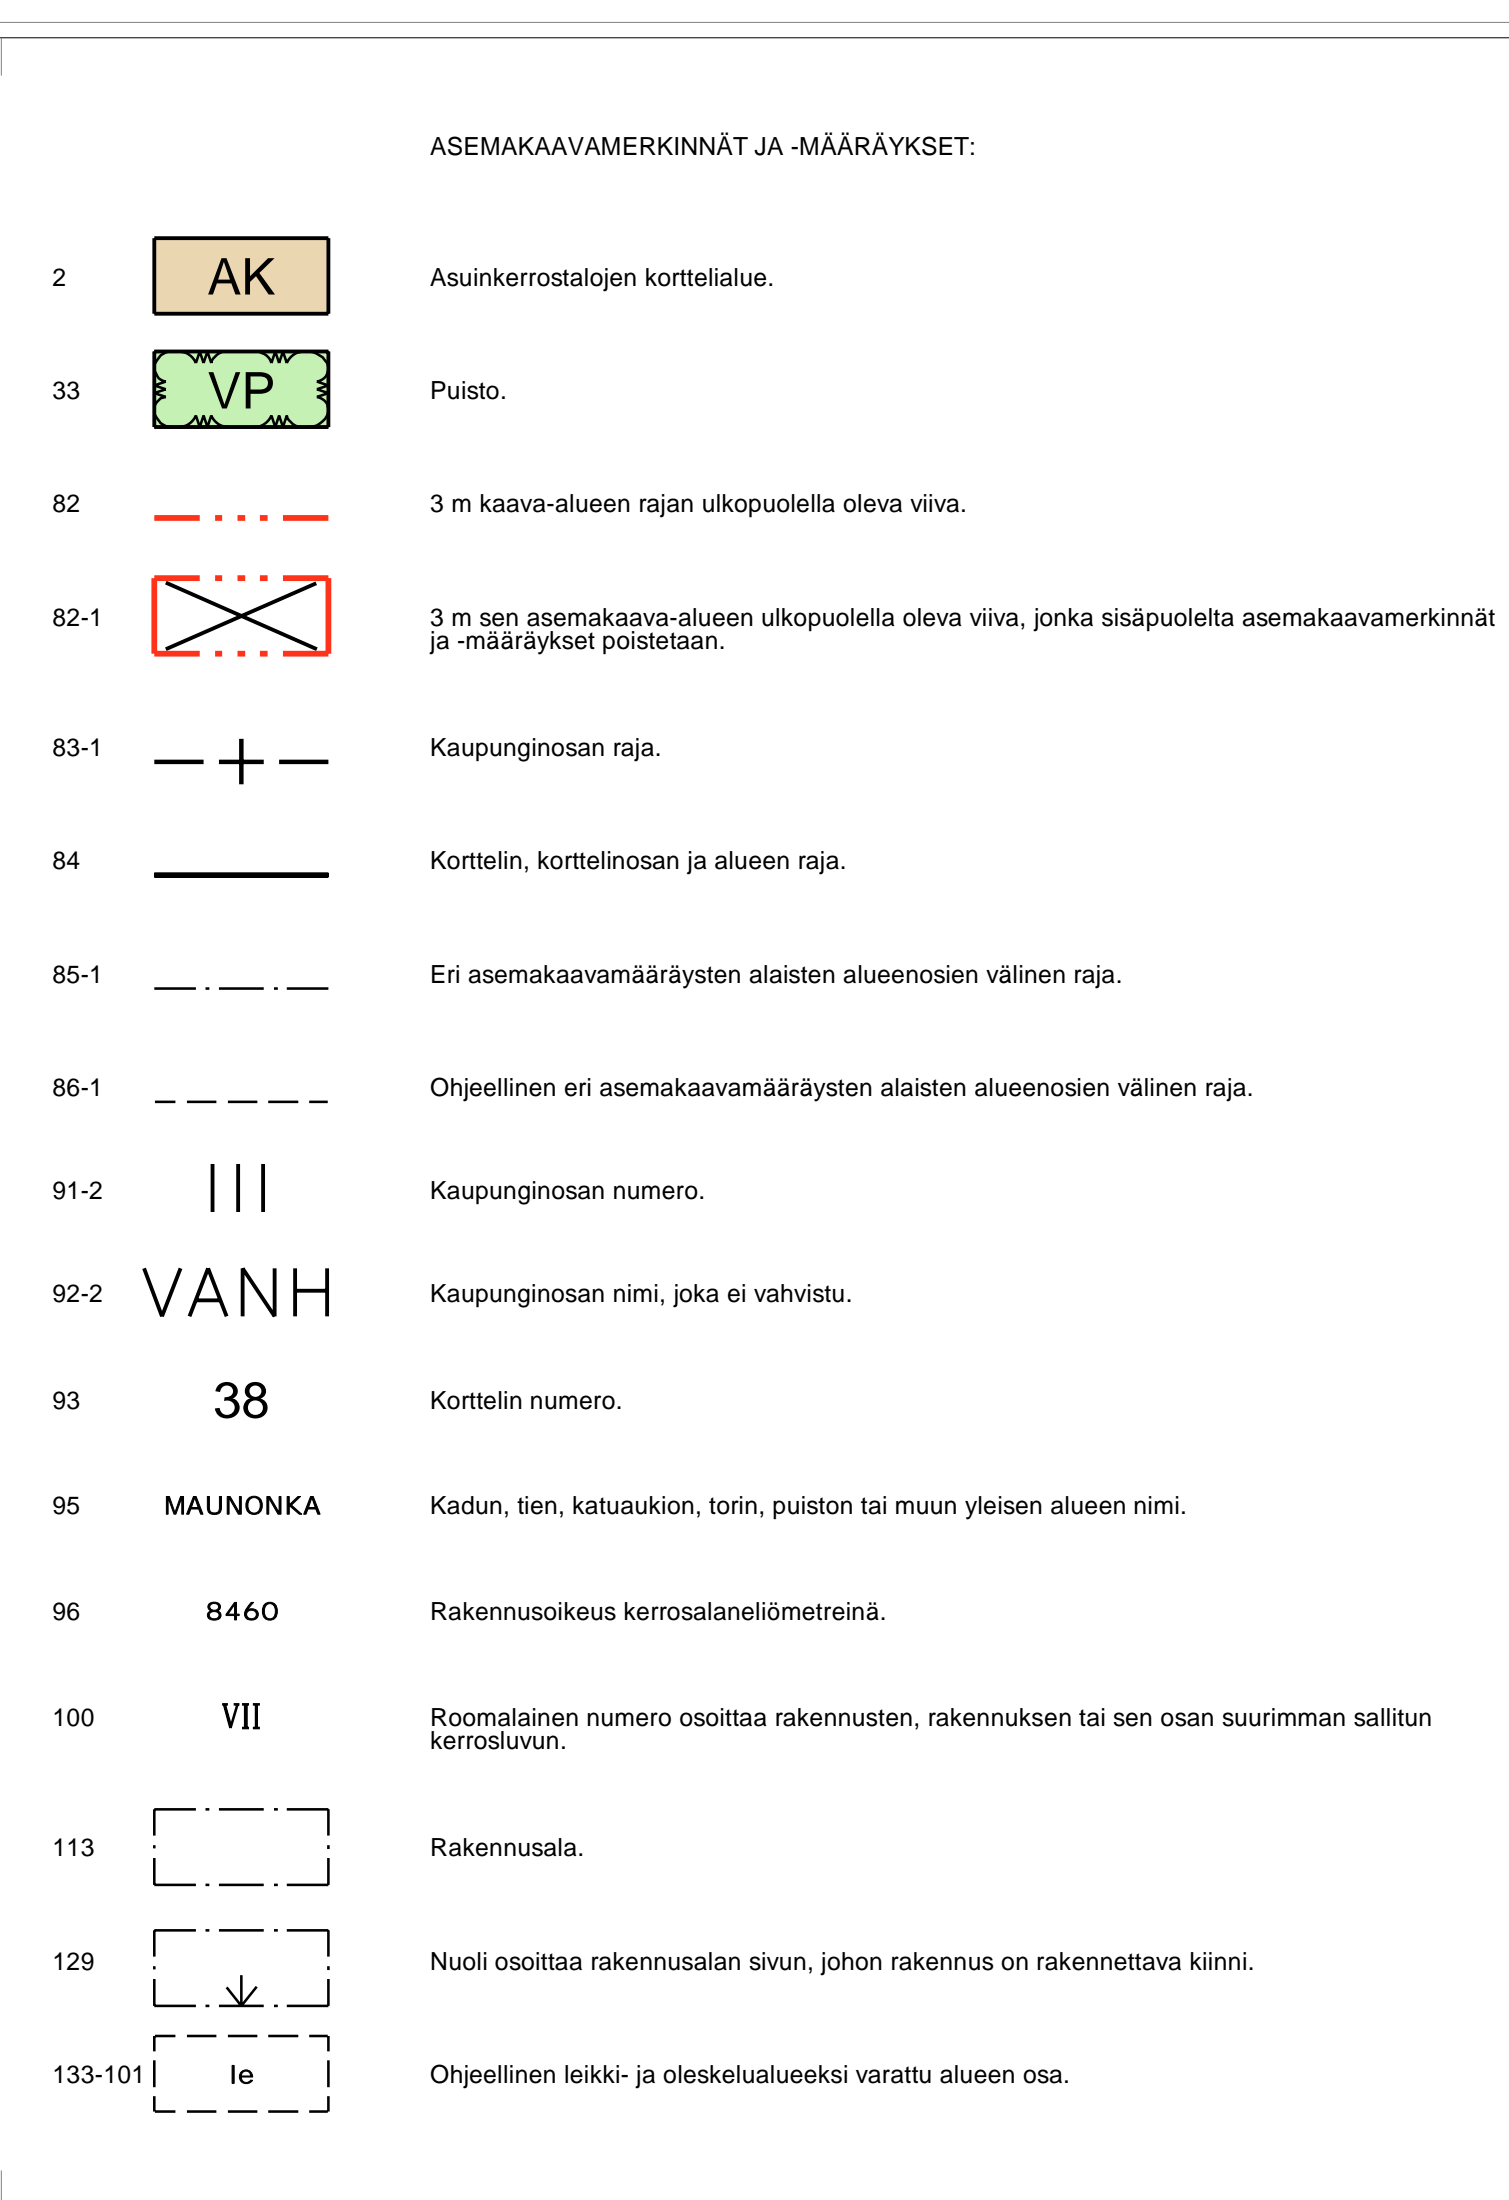 ASEMAKAAVAMERKINNÄT JA -MÄÄRÄYKSET:
2 AK Asuinkerrostalojen korttelialue.
33 VP Puisto.
82 3 m kaava-alueen rajan ulkopuolella oleva viiva.
82-1 3 m sen asemakaava-alueen ulkopuolella oleva viiva, jonka sisäpuolelta asemakaavamerkinnät
ja -määräykset poistetaan.
83-1 Kaupunginosan raja.
84 Korttelin, korttelinosan ja alueen raja.
85-1 Eri asemakaavamääräysten alaisten alueenosien välinen raja.
86-1 Ohjeellinen eri asemakaavamääräysten alaisten alueenosien välinen raja.
91-2 III Kaupunginosan numero.
92-2 VANH Kaupunginosan nimi, joka ei vahvistu.
93 38 Korttelin numero.
95 MAUNONKA Kadun, tien, katuaukion, torin, puiston tai muun yleisen alueen nimi.
96 8460 Rakennusoikeus kerrosalaneliömetreinä.
100 VII Roomalainen numero osoittaa rakennusten, rakennuksen tai sen osan suurimman sallitun
kerrosluvun.
113 Rakennusala.
129 Nuoli osoittaa rakennusalan sivun, johon rakennus on rakennettava kiinni.
133-101 le Ohjeellinen leikki- ja oleskelualueeksi varattu alueen osa.